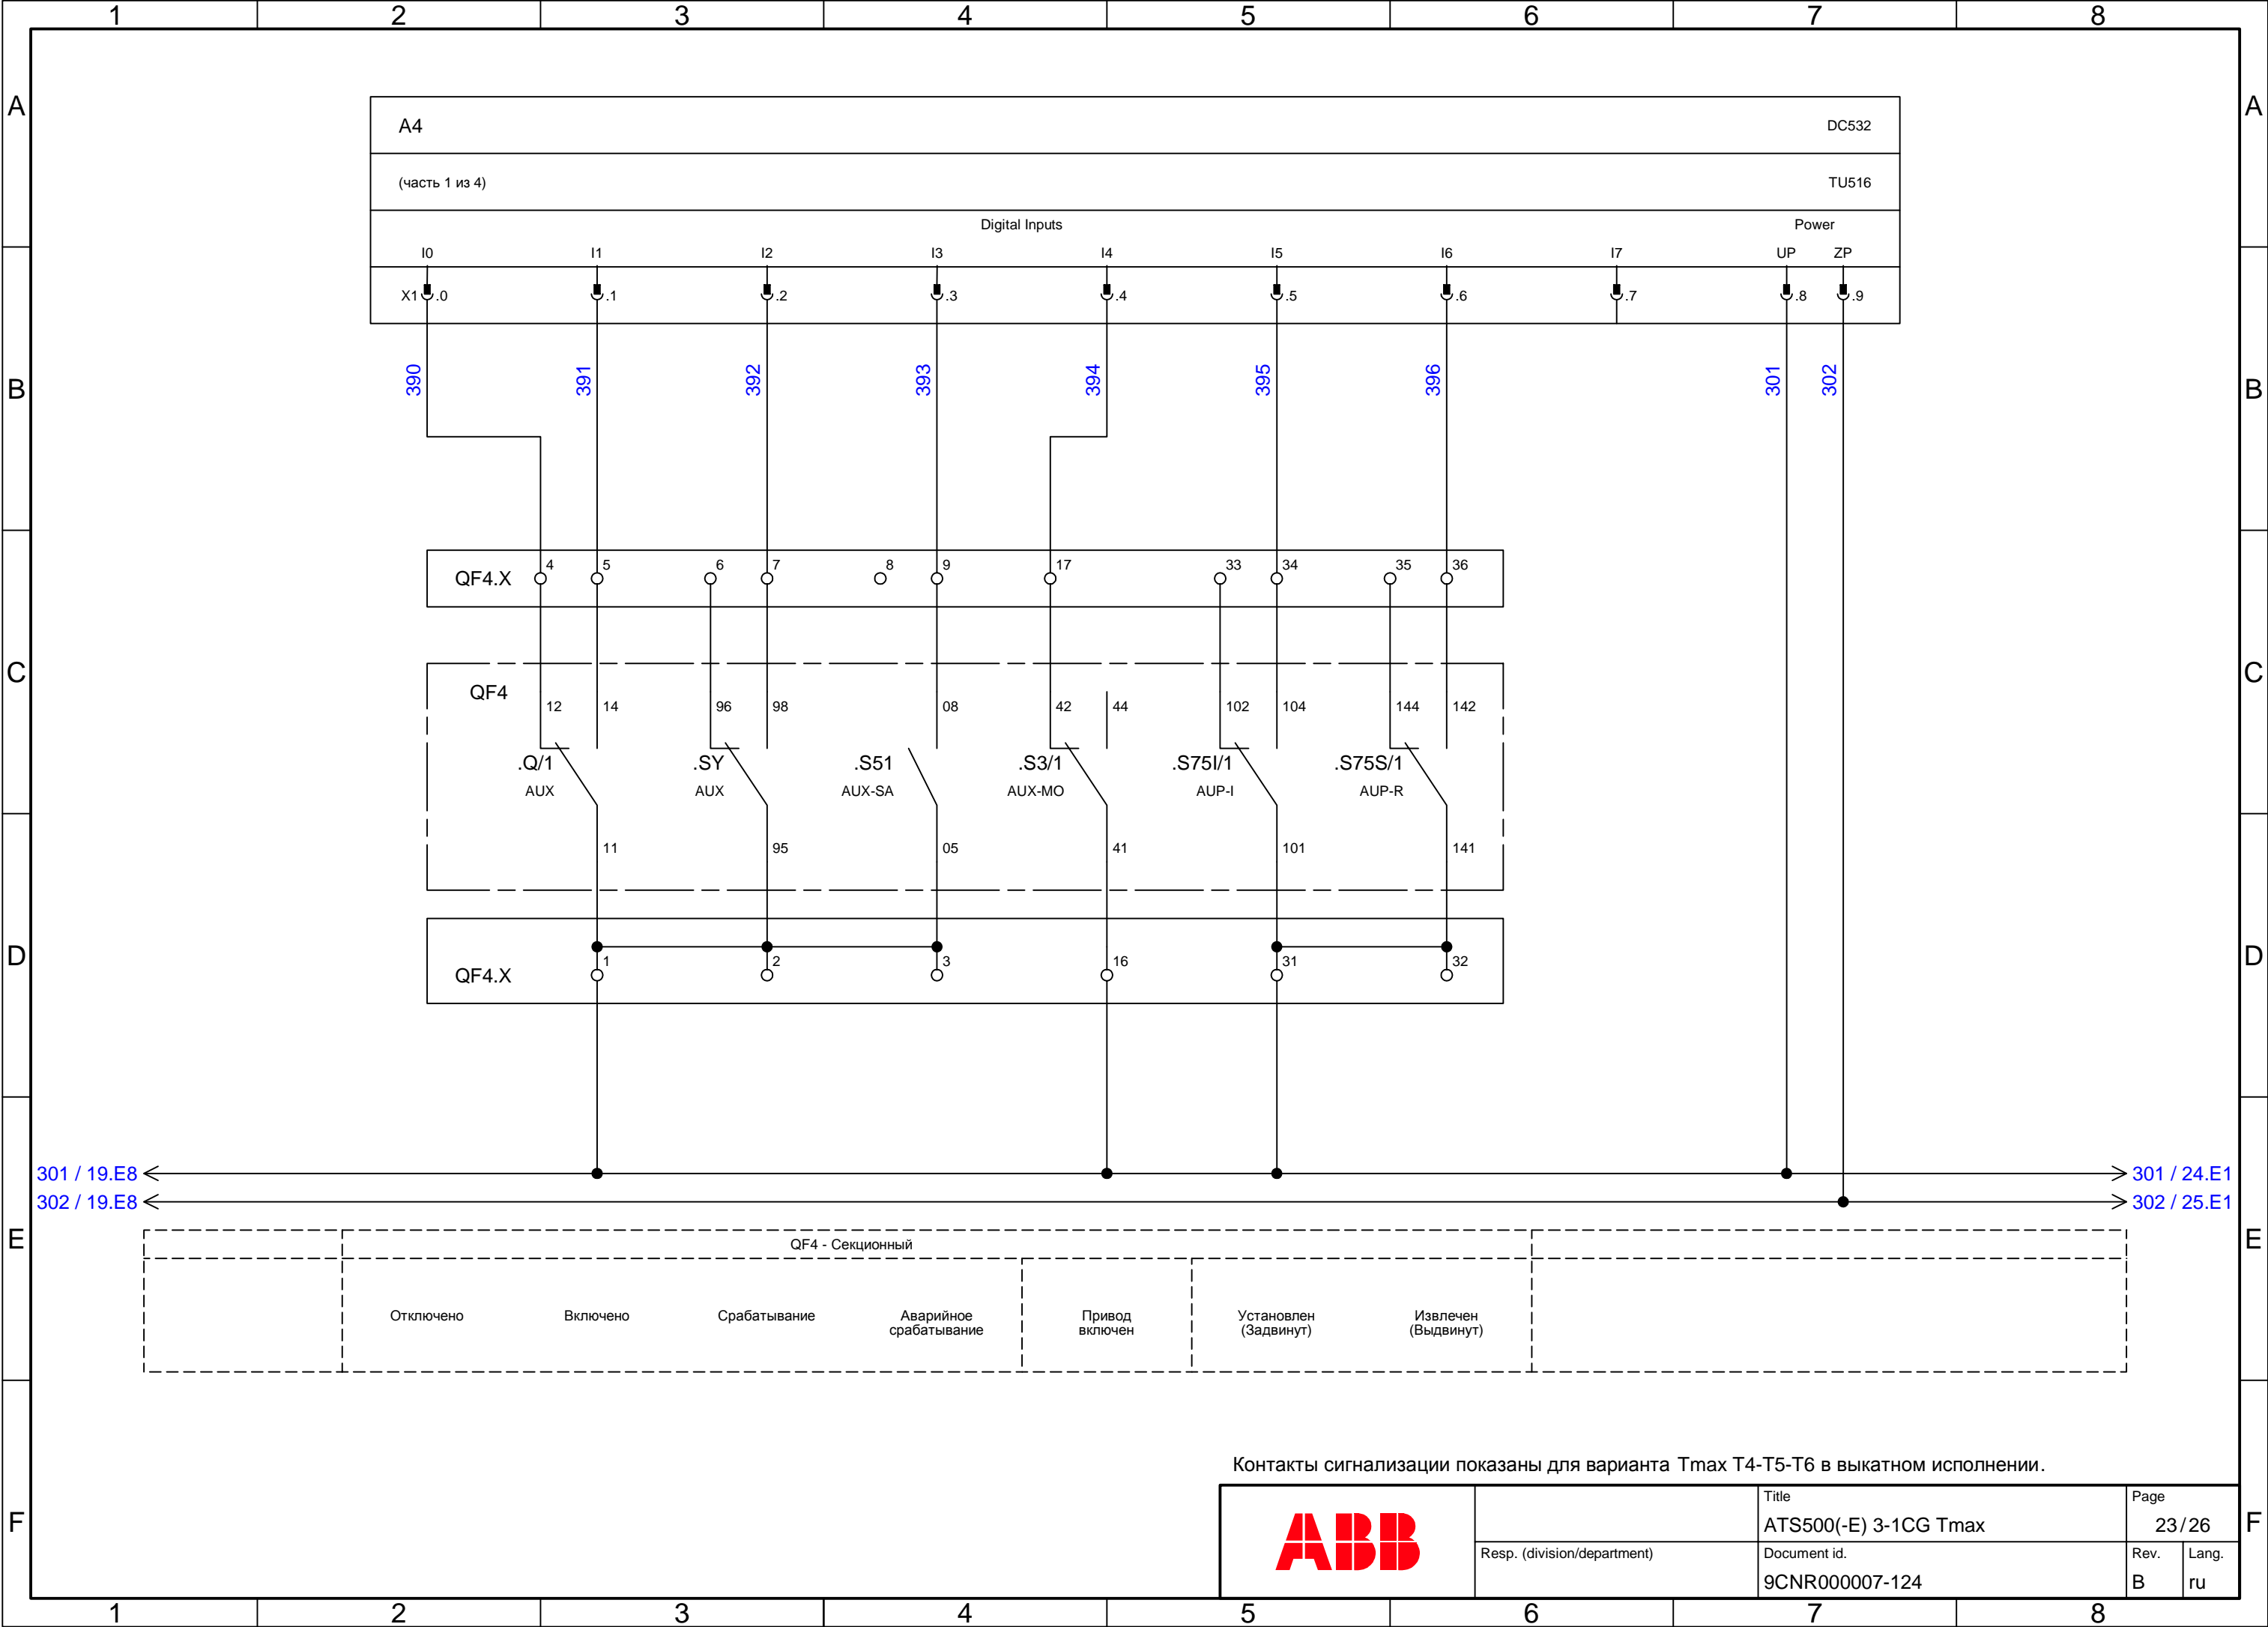 1 2 3 4 5 6 7 8
A A
A4 DC532
(часть 1 из 4) TU516
Digital Inputs Power
I0 I1 I2 I3 I4 I5 I6 I7 UP ZP
X1 .0 .1 .2 .3 .4 .5 .6 .7 .8 .9
390 391 392 393 394 395 396 301 302
B B
QF4.X 4 5 6 7 8 9 17 33 34 35 36
C C
QF4
12 14 96 98 08 42 44 102 104 144 142
.Q/1 .SY .S51 .S3/1 .S75I/1 .S75S/1
AUX AUX AUX-SA AUX-MO AUP-I AUP-R
11 95 05 41 101 141
D D
QF4.X 1 2 3 16 31 32
301 / 19.E8 301 / 24.E1
302 / 19.E8 302 / 25.E1
E E
QF4 - Секционный
Отключено Включено Срабатывание Аварийное срабатывание Привод включен Установлен (Задвинут) Извлечен (Выдвинут)
Контакты сигнализации показаны для варианта Tmax T4-T5-T6 в выкатном исполнении.
F F
ABB
Title
ATS500(-E) 3-1CG Tmax
Page
23/26
Resp. (division/department)
Document id.
9CNR000007-124
Rev.
B
Lang.
ru
1 2 3 4 5 6 7 8